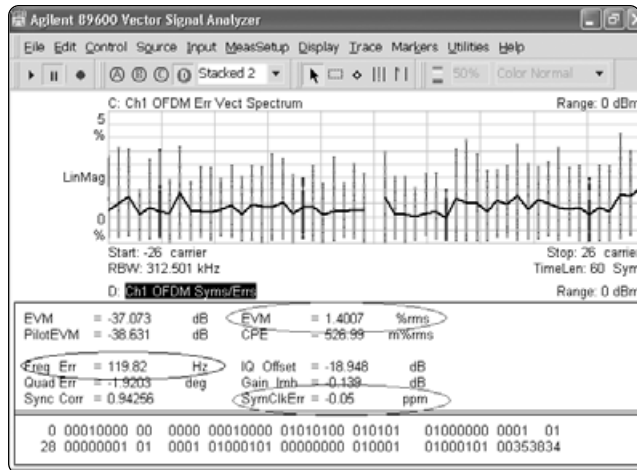 Agilent 89600 Vector Signal Analyzer
File Edit Control Source Input MeasSetup Display Trace Markers Utilities Help
A B C D Stacked 2 50% Color Normal
C: Ch1 OFDM Err Vect Spectrum Range: 0 dBm
5
%
LinMag
0
%
Start: -26 carrier Stop: 26 carrier
RBW: 312.501 kHz TimeLen: 60 Sym
D: Ch1 OFDM Syms/Errs Range: 0 dBm
EVM = -37.073 dB EVM = 1.4007 %rms
PilotEVM = -38.631 dB CPE = 526.99 m%rms
Freq Err = 119.82 Hz IQ Offset = -18.948 dB
Quad Err = -1.9203 deg Gain Imb = -0.139 dB
Sync Corr = 0.94256 SymClkErr = -0.05 ppm
0 00010000 00 0000 00010000 01010100 010101 01000000 0001 01
28 00000001 01 0001 01000101 00000000 010001 01000101 00353834